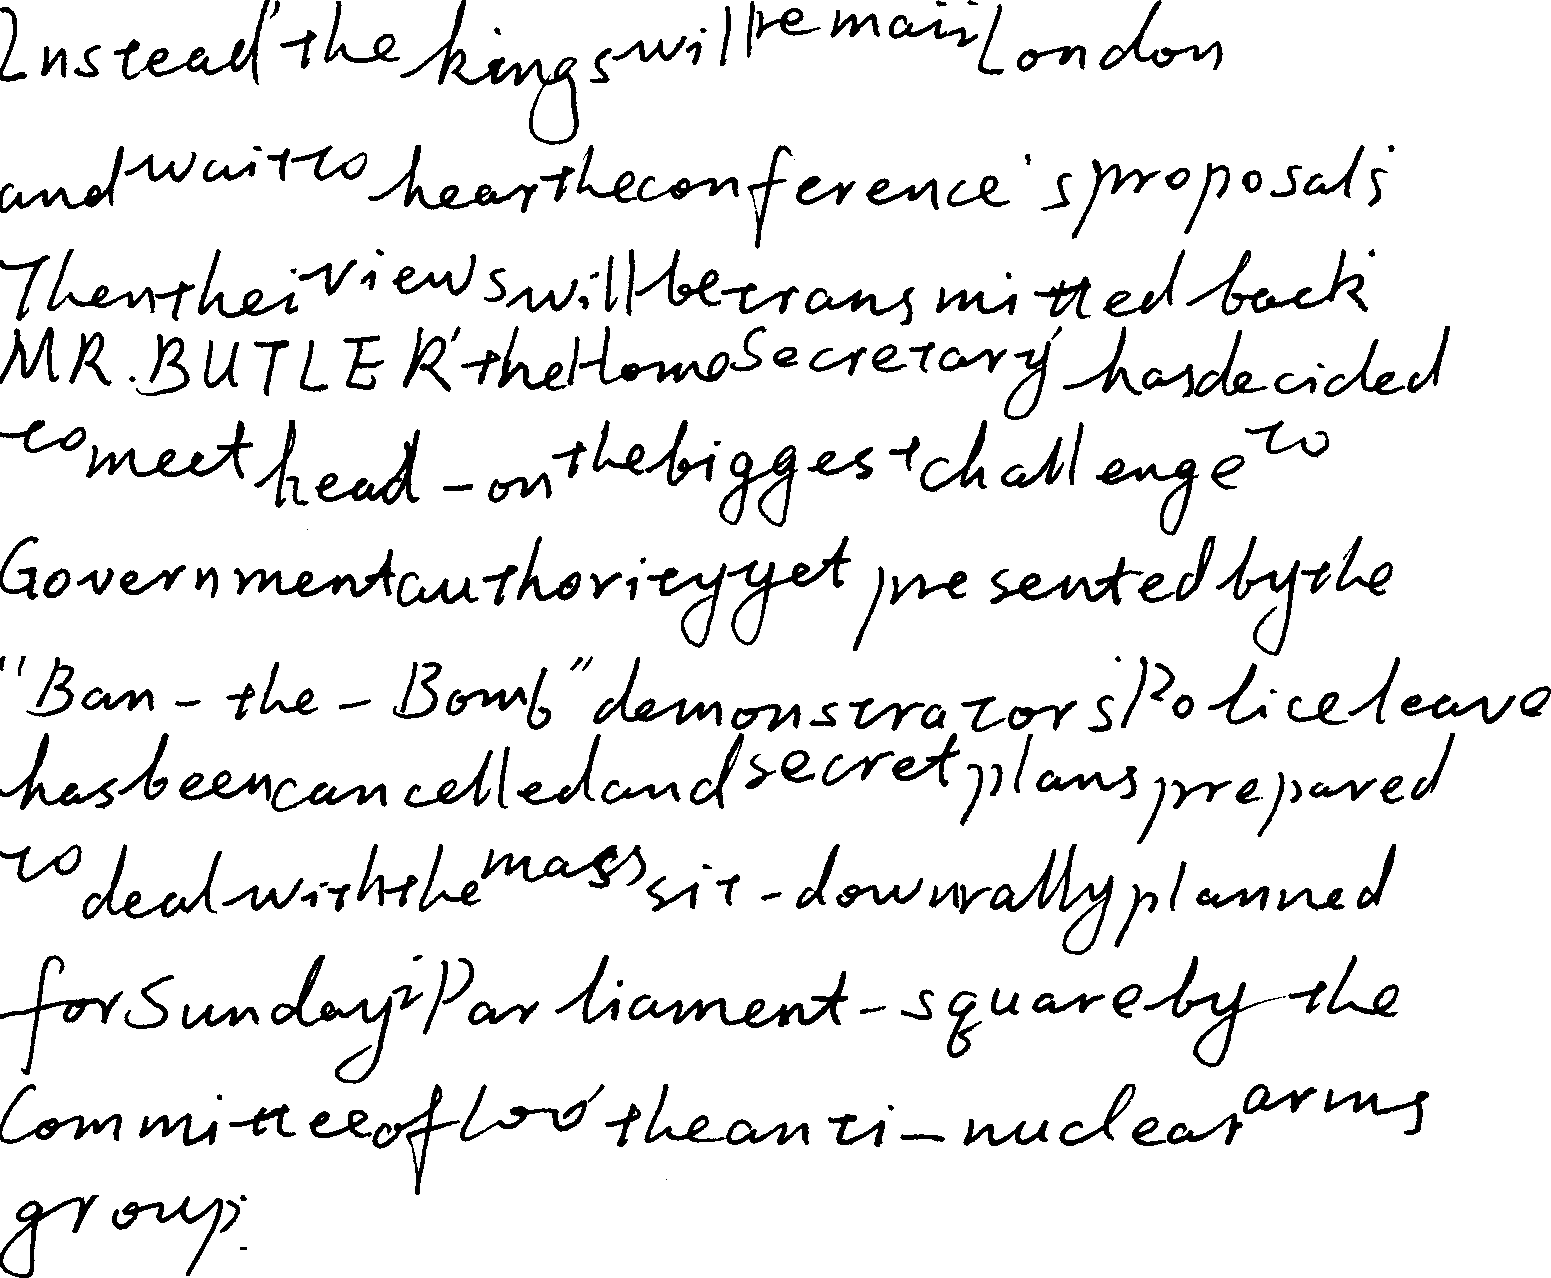 Instead, the kings will remain London
and wait to hear the conference's proposals.
Then their views will be transmitted back.
MR. BUTLER, the Home Secretary, has decided
to meet head-on the biggest challenge to
Government authority yet presented by the
"Ban-the-Bomb" demonstrators. Police leave
has been cancelled and secret plans prepared
to deal with the mass sit-down rally planned
for Sunday in Parliament-square by the
Committee of 100, the anti-nuclear arms
group.